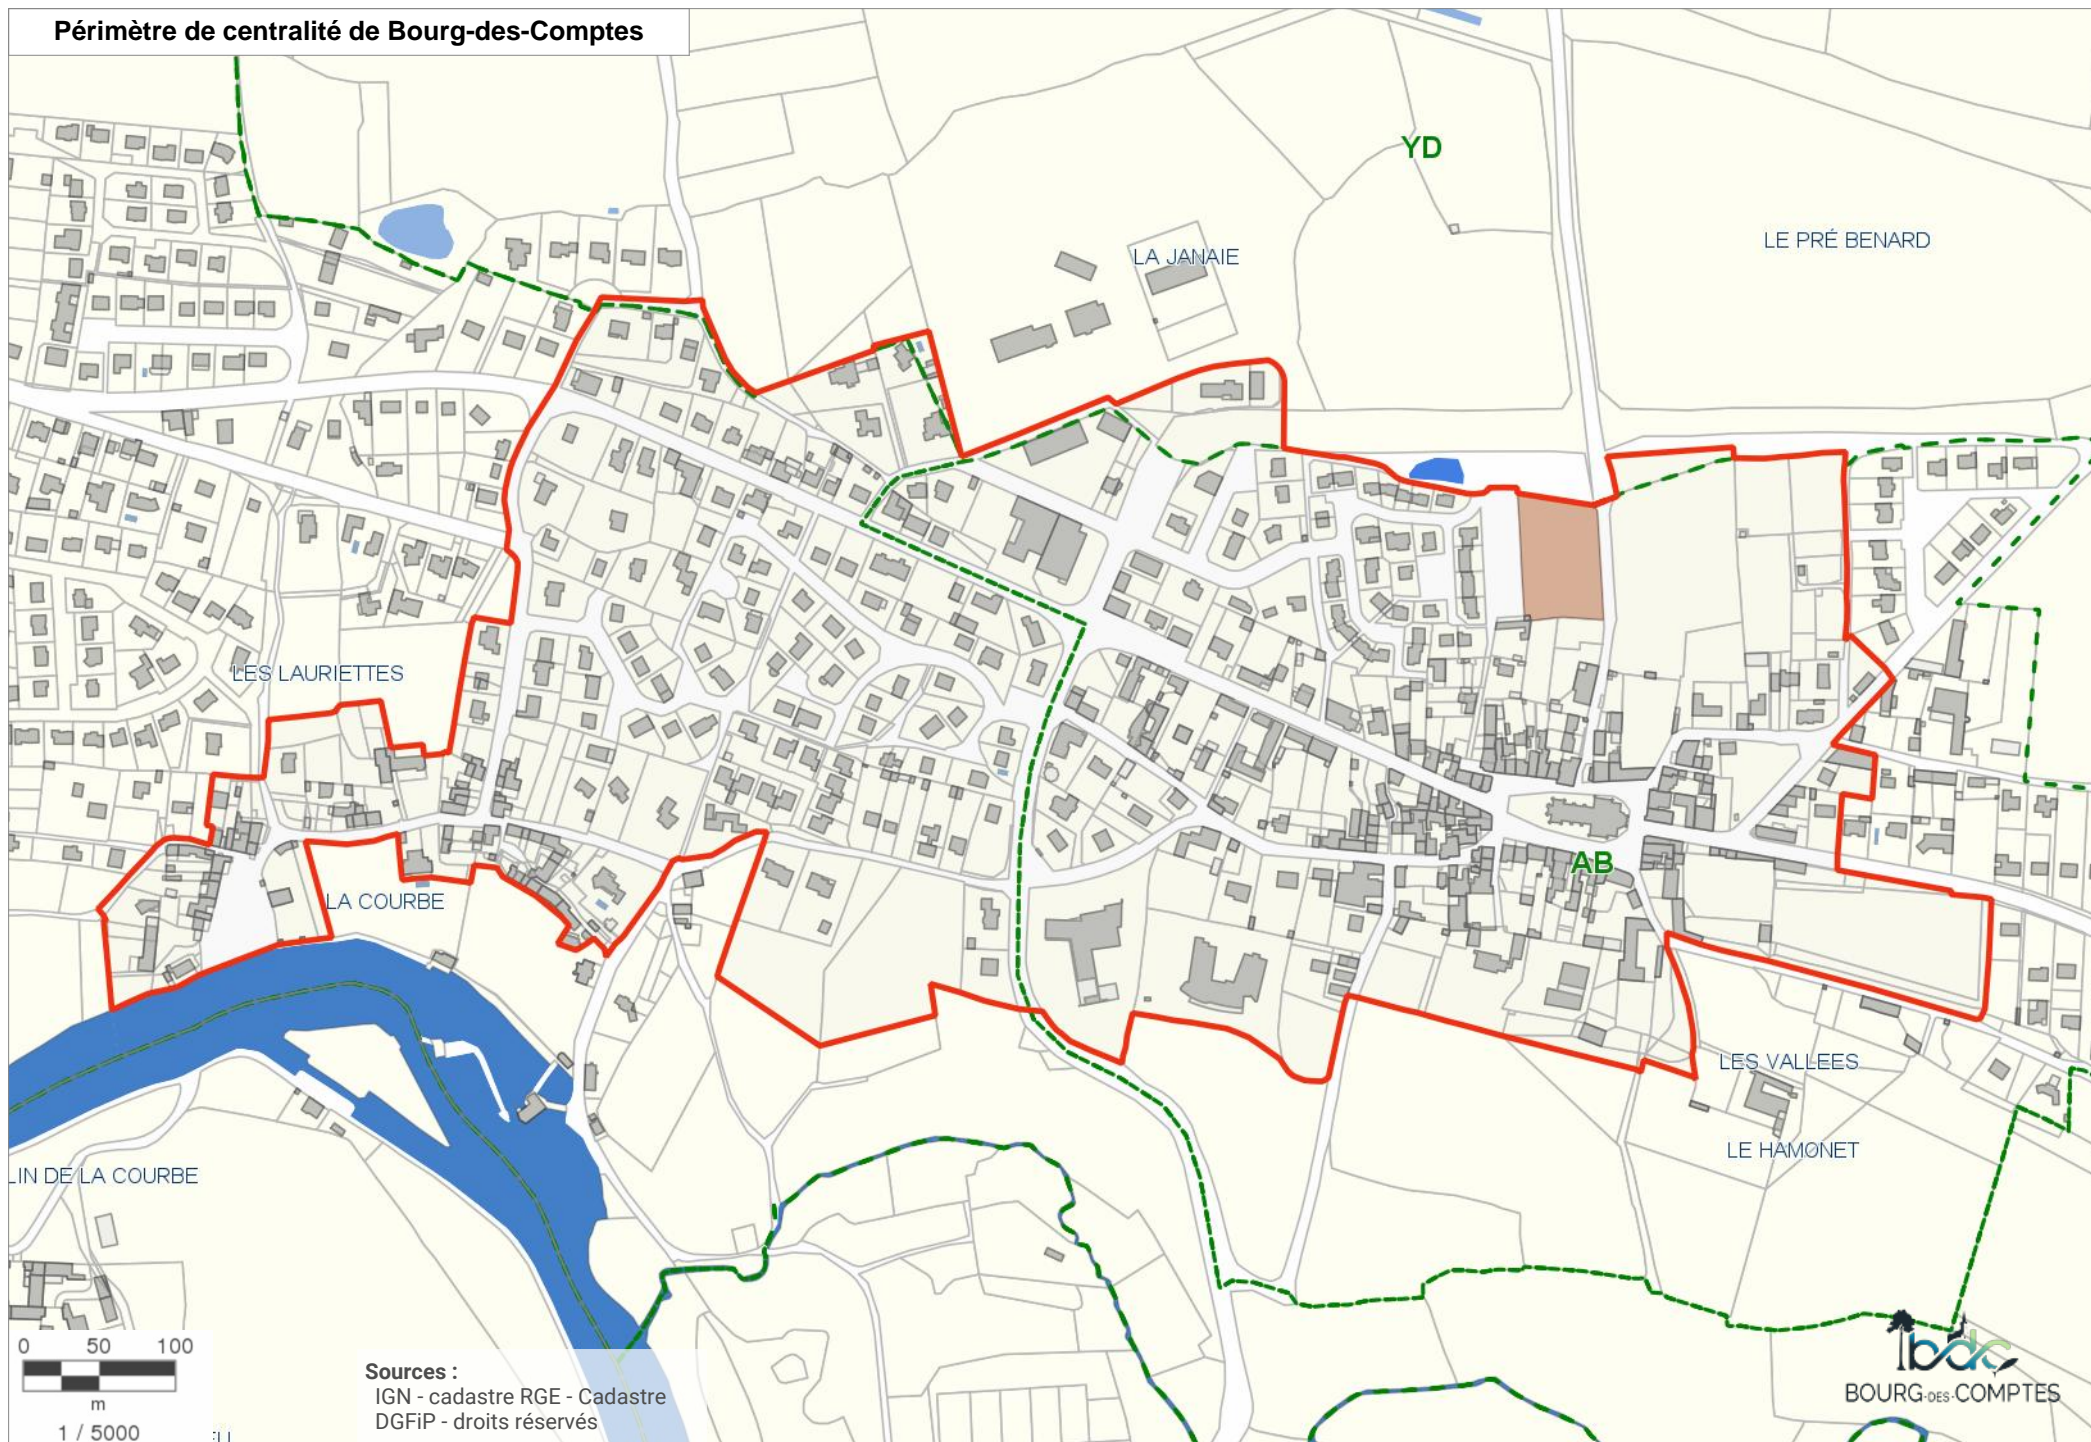 Périmètre de centralité de Bourg-des-Comptes
YD
LE PRÉ BENARD
LA JANAIE
LES LAURIETTES
AB
LA COURBE
LES VALLEES
LE HAMONET
LIN DE LA COURBE
0 50 100
m
1 / 5000
Sources :
IGN - cadastre RGE - Cadastre
DGFiP - droits réservés
bdc
BOURG-DES-COMPTES